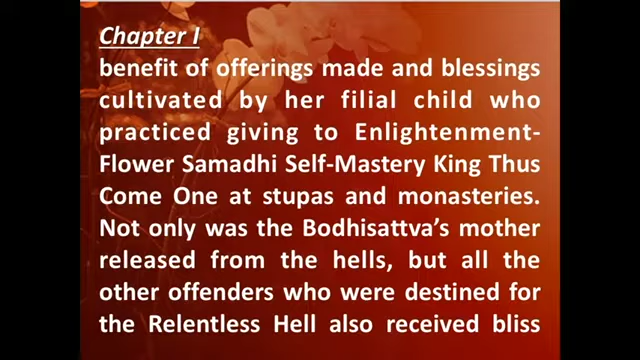 Chapter I
benefit of offerings made and blessings
cultivated by her filial child who
practiced giving to Enlightenment-
Flower Samadhi Self-Mastery King Thus
Come One at stupas and monasteries.
Not only was the Bodhisattva's mother
released from the hells, but all the
other offenders who were destined for
the Relentless Hell also received bliss